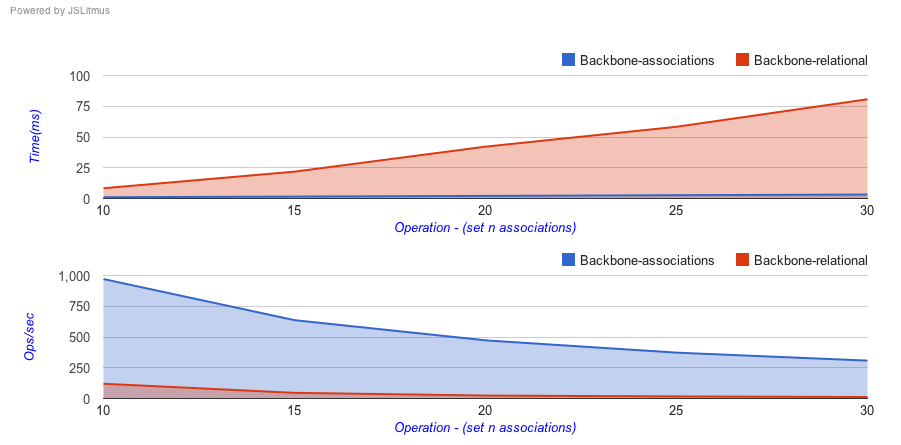 Powered by JSLitmus
Backbone-associations Backbone-relational
100
75
50
25
0
Time(ms)
10 15 20 25 30
Operation - (set n associations)
Backbone-associations Backbone-relational
1,000
750
500
250
0
Ops/sec
10 15 20 25 30
Operation - (set n associations)